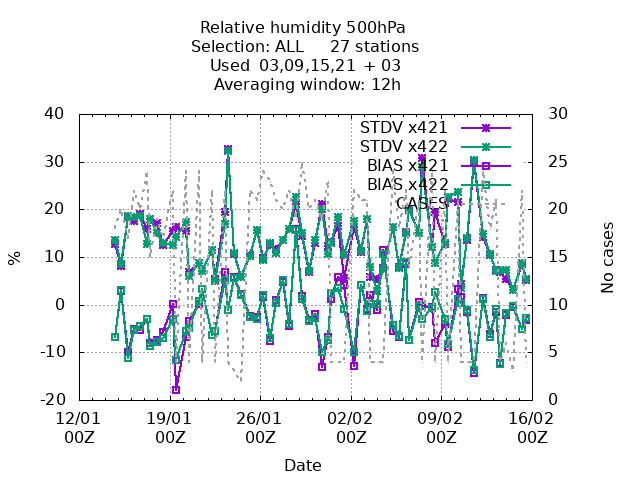 Relative humidity 500hPa
Selection: ALL     27 stations
Used  03,09,15,21 + 03
Averaging window: 12h
STDV x421
STDV x422
BIAS x421
BIAS x422
CASES
40
30
20
10
0
-10
-20
%
30
25
20
15
10
5
0
No cases
12/01 19/01 26/01 02/02 09/02 16/02
00Z 00Z 00Z 00Z 00Z 00Z
Date